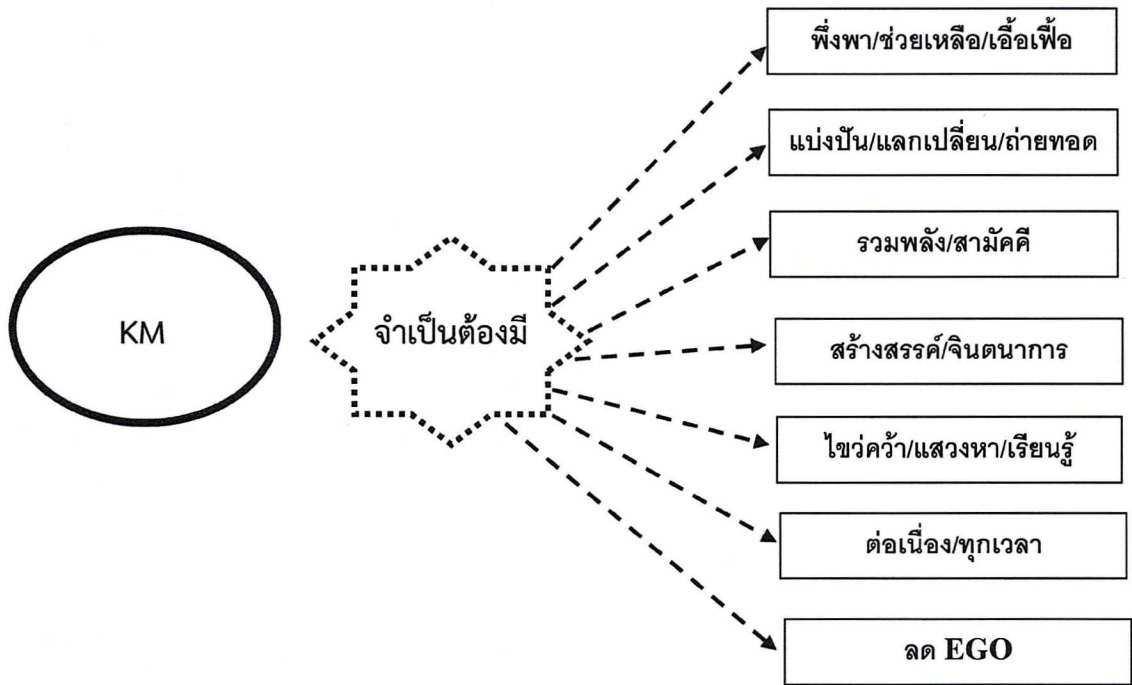 พึ่งพา/ช่วยเหลือ/เอื้อเฟื้อ
แบ่งปัน/แลกเปลี่ยน/ถ่ายทอด
รวมพลัง/สามัคคี
KM
จำเป็นต้องมี
สร้างสรรค์/จินตนาการ
ไขว่คว้า/แสวงหา/เรียนรู้
ต่อเนื่อง/ทุกเวลา
ลด EGO